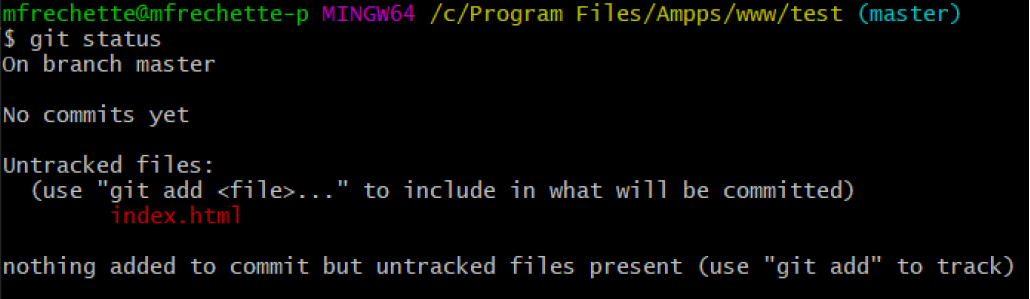 mfrechette@mfrechette-p MINGW64 /c/Program Files/Ampps/www/test (master)
$ git status
On branch master
No commits yet
Untracked files:
(use "git add <file>..." to include in what will be committed)
index.html
nothing added to commit but untracked files present (use "git add" to track)